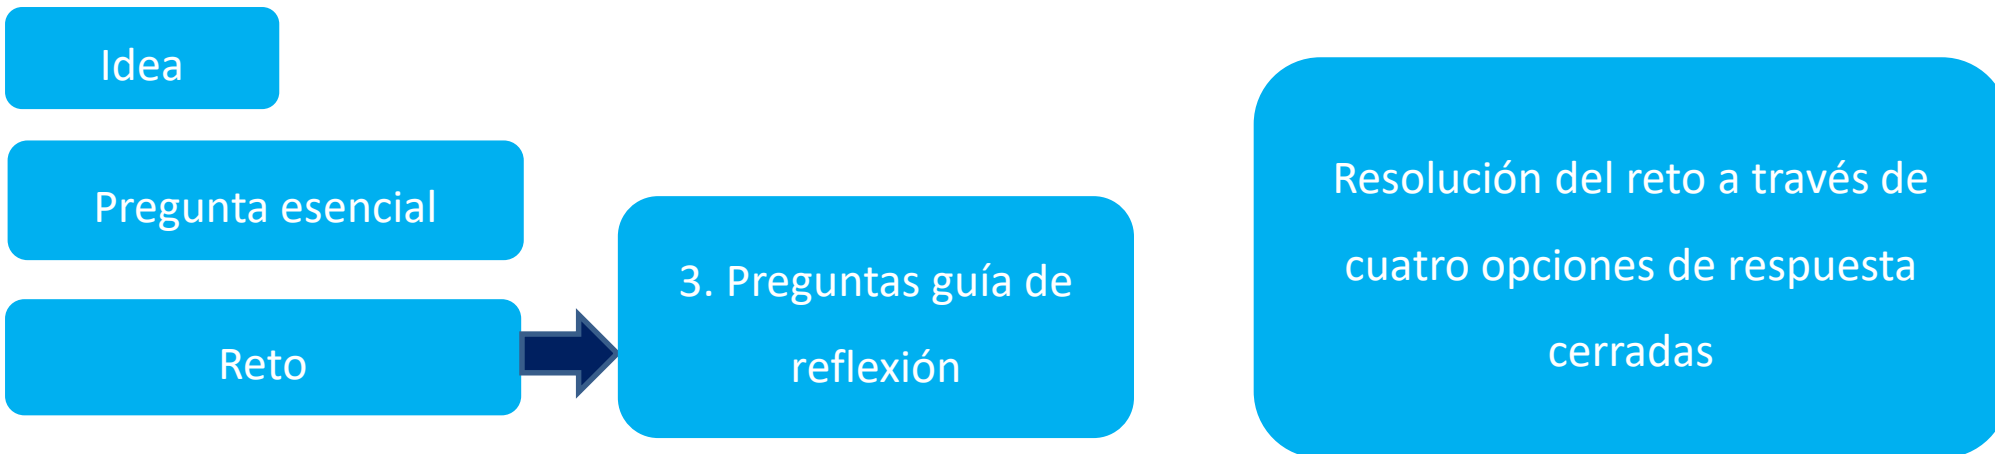 Idea
Pregunta esencial
Reto
3. Preguntas guía de
reflexión
Resolución del reto a través de
cuatro opciones de respuesta
cerradas